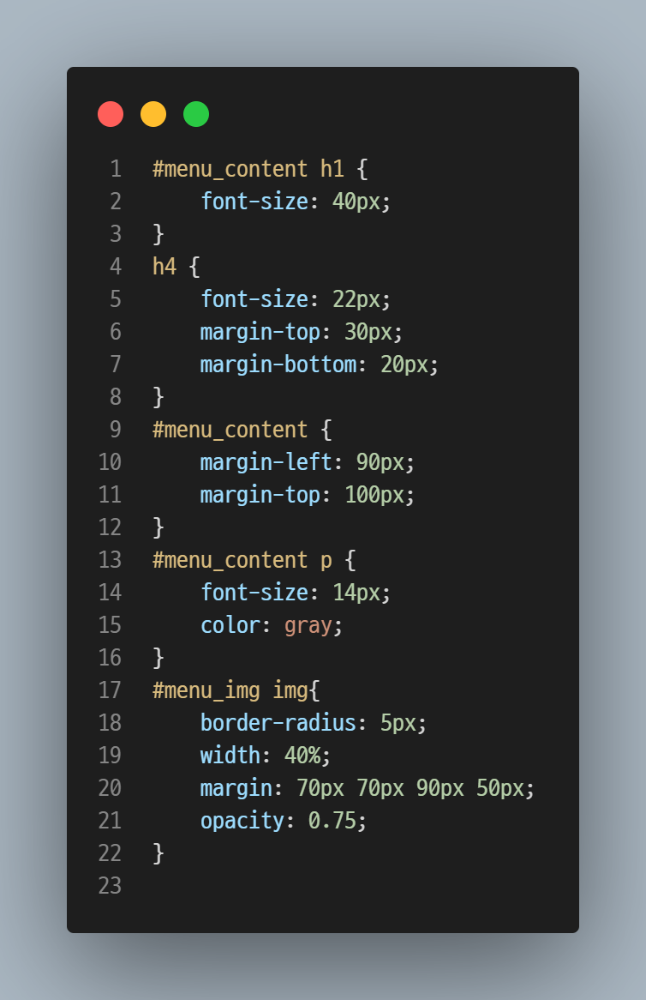 1 #menu_content h1 {
2     font-size: 40px;
3 }
4 h4 {
5     font-size: 22px;
6     margin-top: 30px;
7     margin-bottom: 20px;
8 }
9 #menu_content {
10     margin-left: 90px;
11     margin-top: 100px;
12 }
13 #menu_content p {
14     font-size: 14px;
15     color: gray;
16 }
17 #menu_img img{
18     border-radius: 5px;
19     width: 40%;
20     margin: 70px 70px 90px 50px;
21     opacity: 0.75;
22 }
23